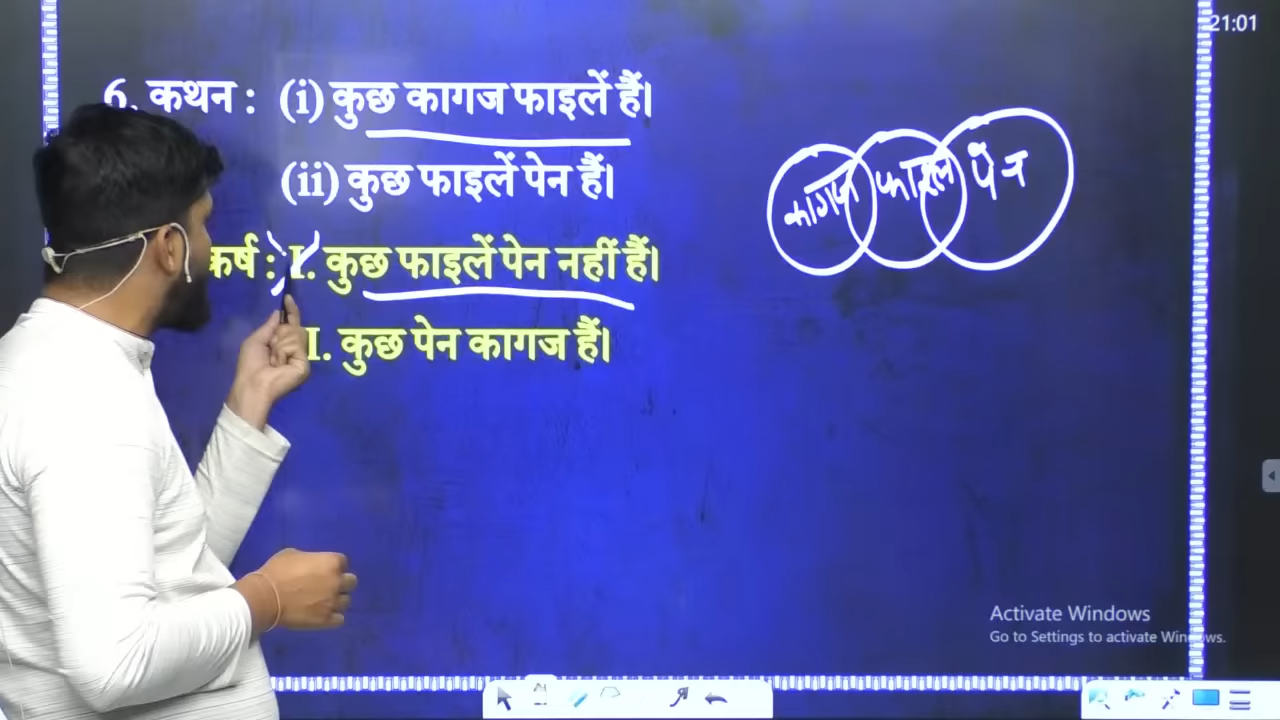 21:01
6. कथन : (i) कुछ कागज फाइलें हैं।
(ii) कुछ फाइलें पेन हैं।
I. कुछ फाइलें पेन नहीं हैं।
I. कुछ पेन कागज हैं।
कागज फाइल पेन
Activate Windows
Go to Settings to activate Windows.